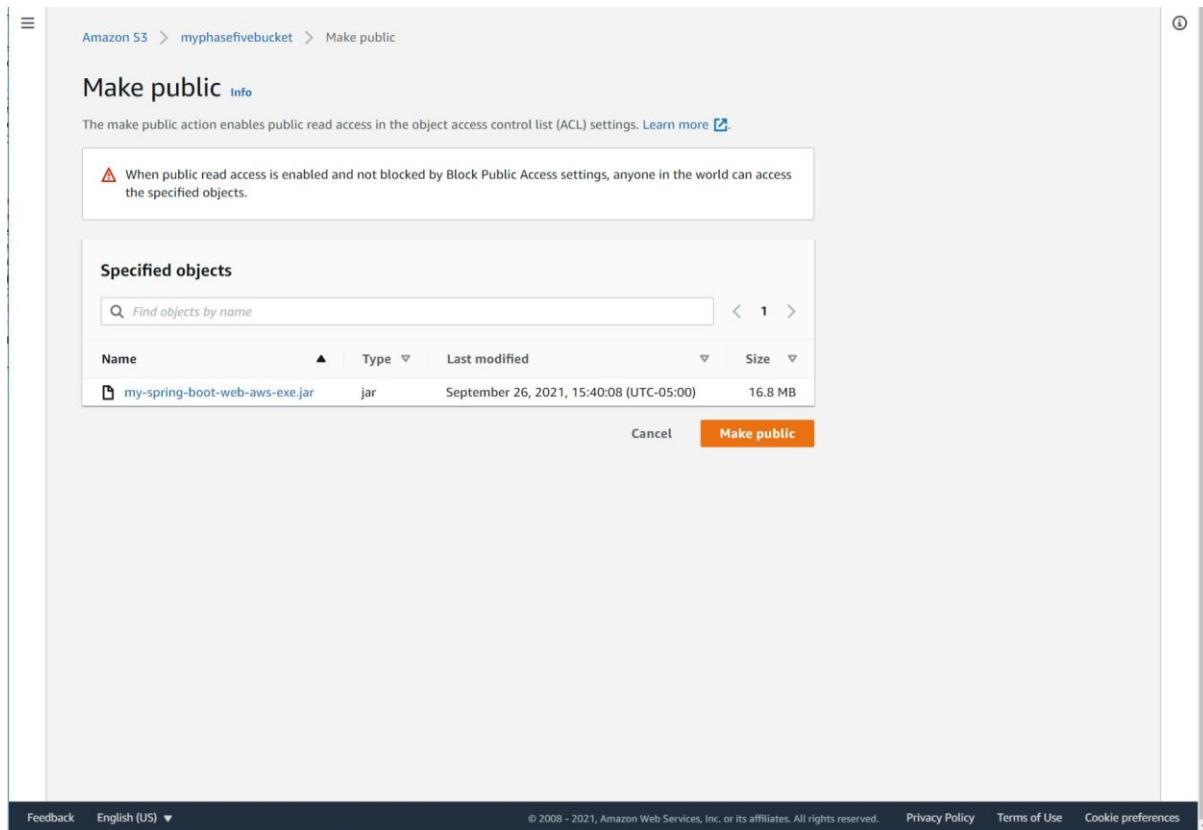 Amazon S3 > myphasefivebucket > Make public
Make public Info
The make public action enables public read access in the object access control list (ACL) settings. Learn more.
When public read access is enabled and not blocked by Block Public Access settings, anyone in the world can access
the specified objects.
Specified objects
Find objects by name
< 1 >
Name Type Last modified Size
my-spring-boot-web-aws-exe.jar jar September 26, 2021, 15:40:08 (UTC-05:00) 16.8 MB
Cancel Make public
Feedback English (US) © 2008 - 2021, Amazon Web Services, Inc. or its affiliates. All rights reserved. Privacy Policy Terms of Use Cookie preferences